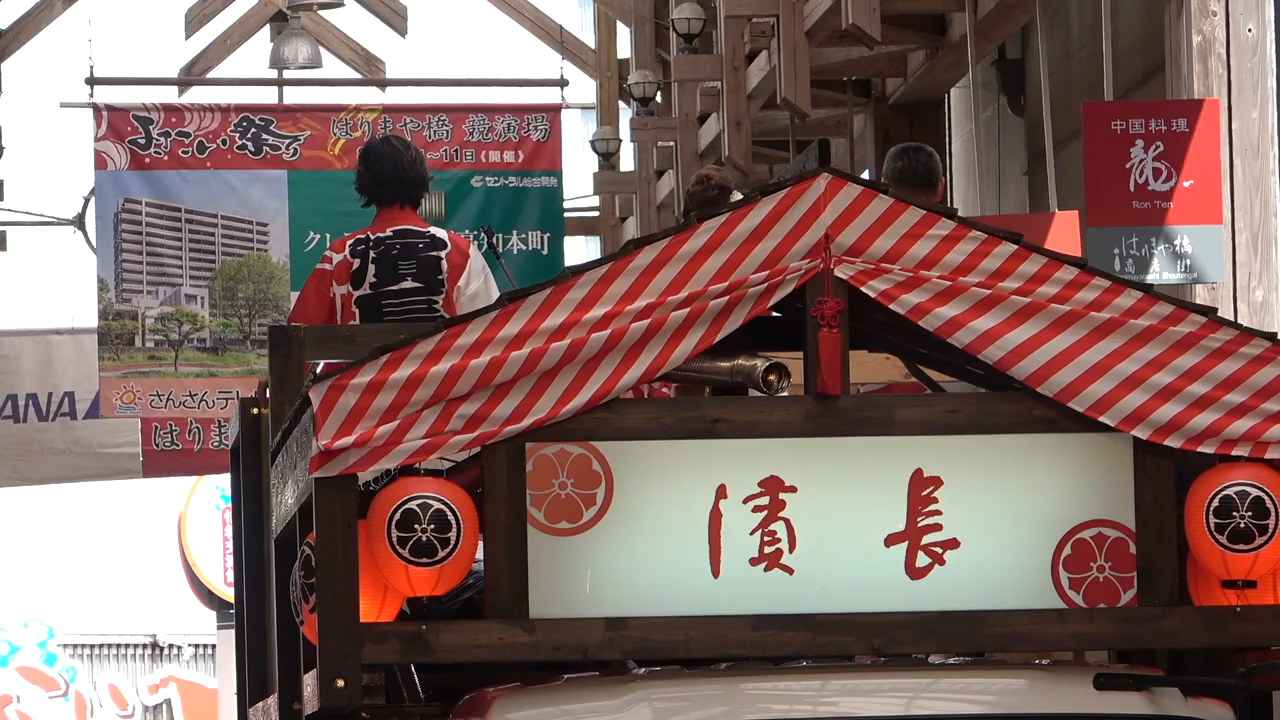 よさこい祭り はりまや橋 競演場
～11日《開催》
セントラル総合開発
高知本町
さんさんテレ
はりま
ANA
濱長
中国料理
龍
Ron Ten
はりまや橋
商店街
濱 長